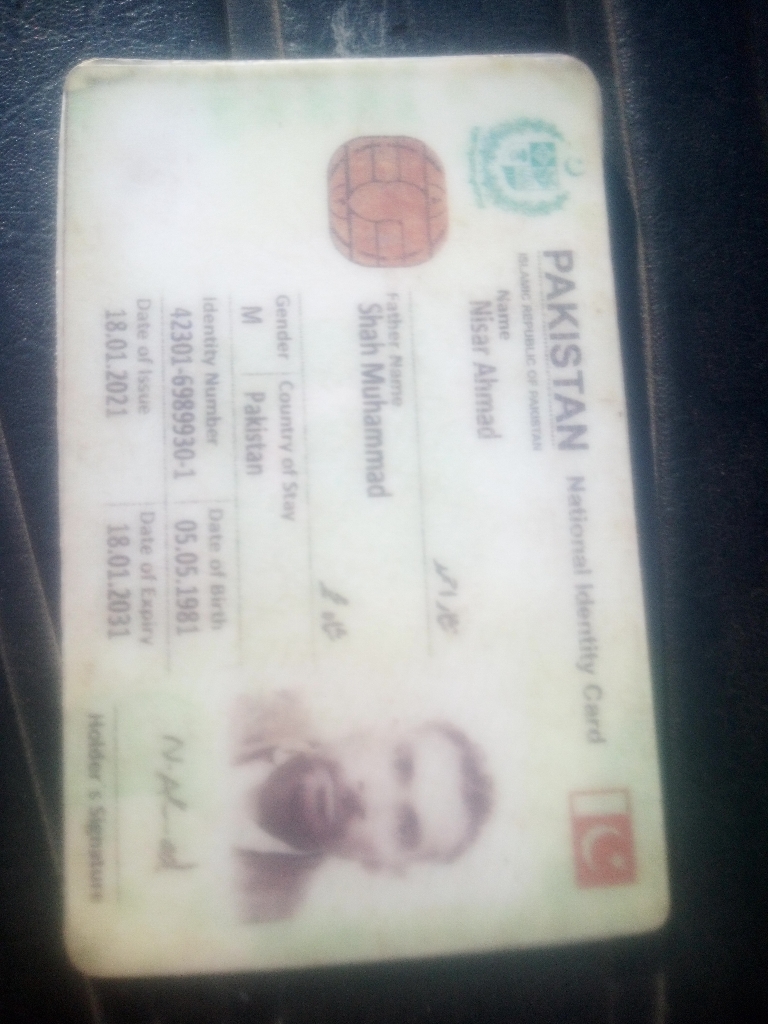 PAKISTAN National Identity Card
ISLAMIC REPUBLIC OF PAKISTAN
Name
Nisar Ahmad
Father Name
Shah Muhammad
Gender Country of Stay
M Pakistan
Identity Number Date of Birth
42301-6989930-1 05.05.1981
Date of Issue Date of Expiry
18.01.2021 18.01.2031
Holder's Signature